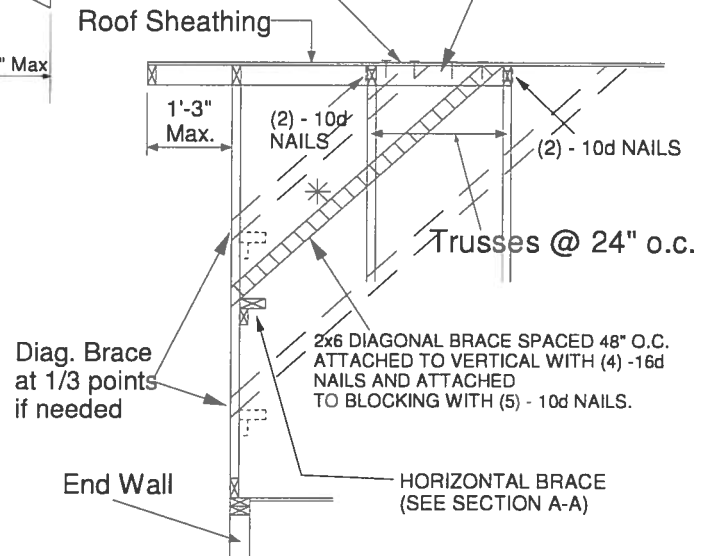 Roof Sheathing
" Max
1'-3"
Max.
(2) - 10d
NAILS
(2) - 10d NAILS
Trusses @ 24" o.c.
2x6 DIAGONAL BRACE SPACED 48" O.C.
ATTACHED TO VERTICAL WITH (4) -16d
NAILS AND ATTACHED
TO BLOCKING WITH (5) - 10d NAILS.
Diag. Brace
at 1/3 points
if needed
HORIZONTAL BRACE
(SEE SECTION A-A)
End Wall